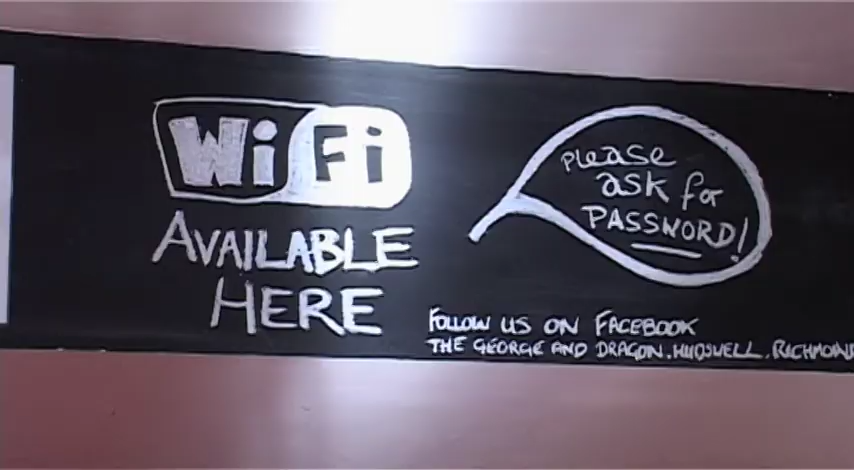 WiFi
AVAILABLE
HERE
Please
ask for
PASSWORD!
FOLLOW US ON FACEBOOK
THE GEORGE AND DRAGON. HUDSWELL. RICHMOND